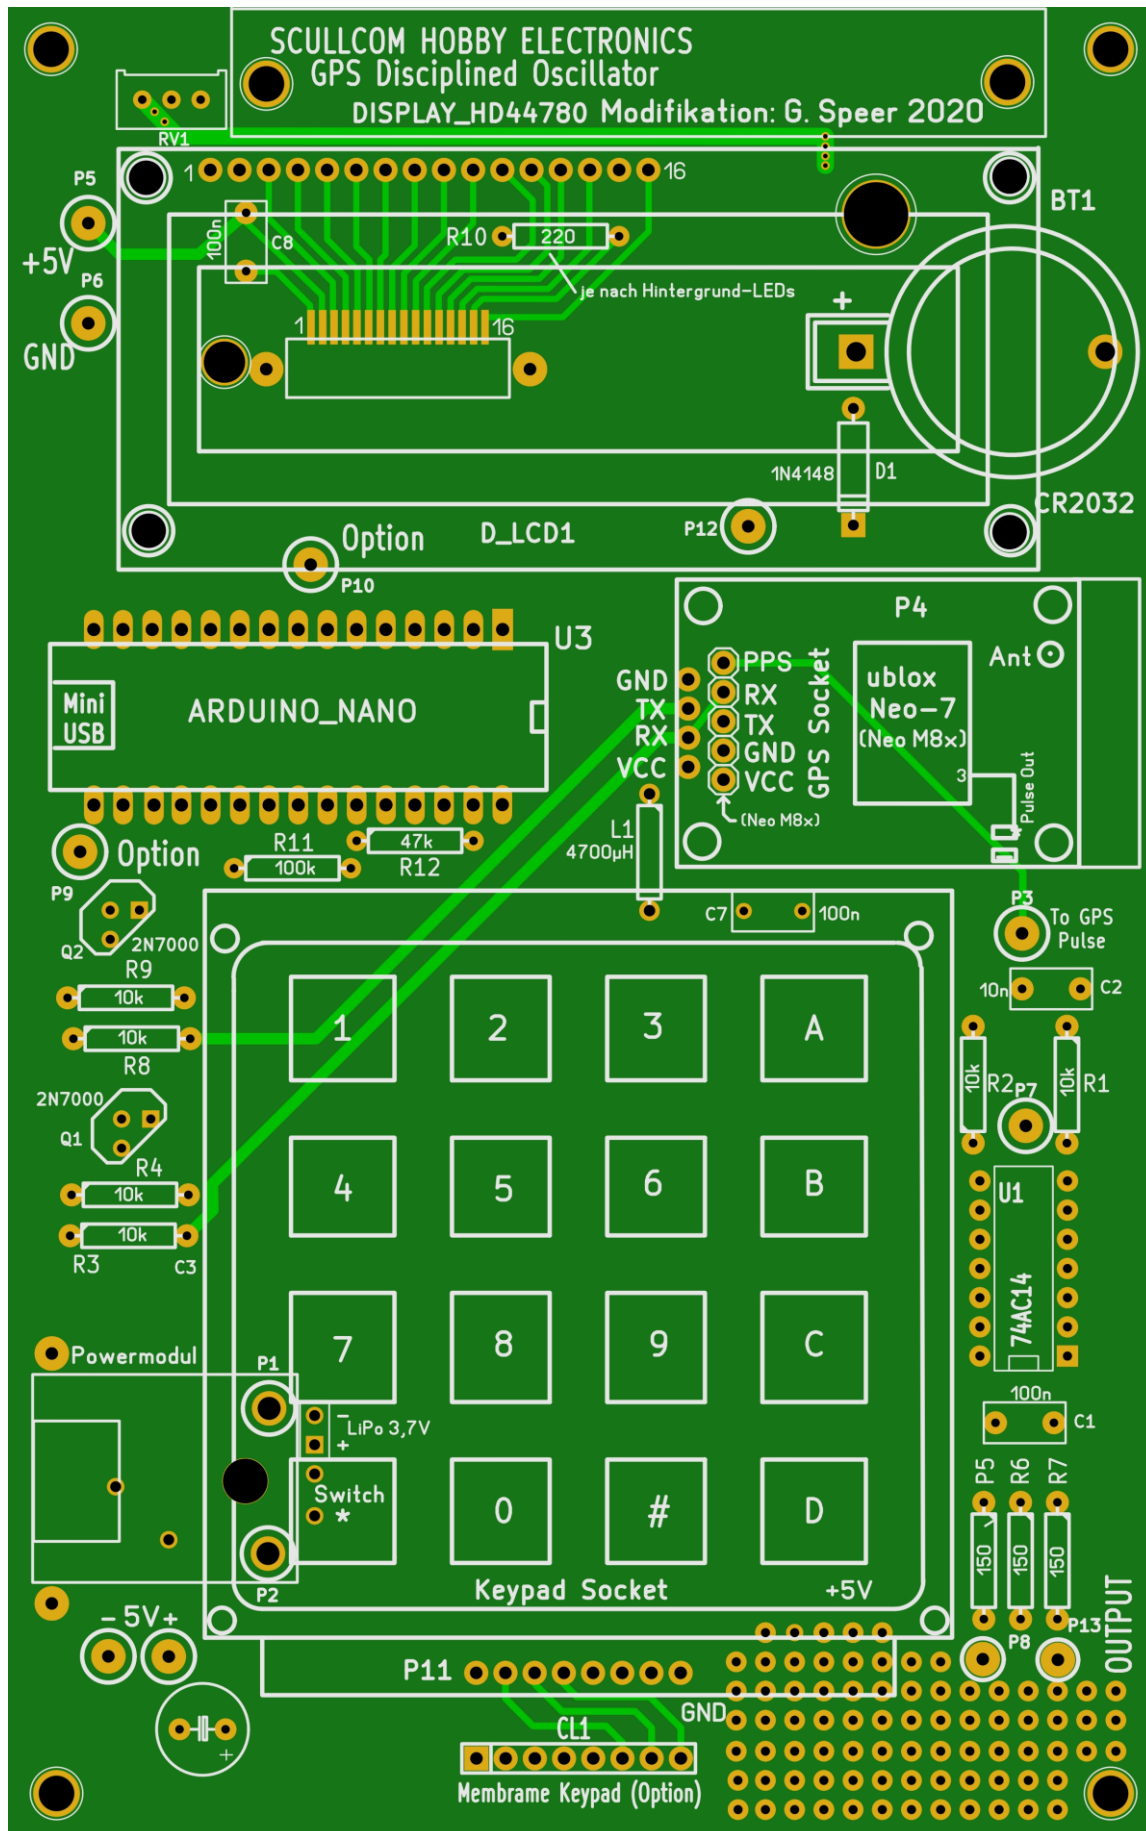 SCULLCOM HOBBY ELECTRONICS
GPS Disciplined Oscillator
DISPLAY_HD44780 Modifikation: G. Speer 2020
RV1
P5
1
16
BT1
+5V
100n
C8
R10
220
P6
je nach Hintergrund-LEDs
+
GND
1
16
1N4148
D1
CR2032
Option
D_LCD1
P12
P10
U3
P4
Mini
USB
ARDUINO_NANO
GND
TX
RX
VCC
PPS
RX
TX
GND
VCC
GPS Socket
ublox
Neo-7
(Neo M8x)
3
Ant
Pulse Out
(Neo M8x)
L1
4700µH
P9
Option
R11
100k
47k
R12
C7
100n
P3
To GPS
Pulse
Q2
2N7000
R9
10k
10k
R8
10n
C2
1
2
3
A
10k
R2
P7
10k
R1
2N7000
Q1
R4
10k
10k
R3
C3
4
5
6
B
U1
74AC14
Powermodul
P1
7
8
9
C
-
LiPo 3,7V
+
100n
C1
Switch
*
0
#
D
P5
R6
R7
150
150
150
P2
Keypad Socket
+5V
- 5V+
P8
P13
OUTPUT
P11
GND
+
CL1
Membrame Keypad (Option)